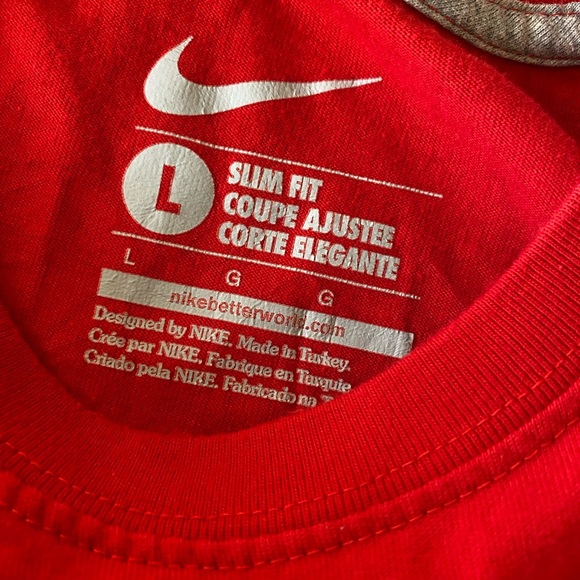 L
SLIM FIT
COUPE AJUSTEE
CORTE ELEGANTE
L G G
nikebetterworld.com
Designed by NIKE. Made in Turkey.
Crée par NIKE. Fabrique en Turquie
Criado pela NIKE. Fabricado na